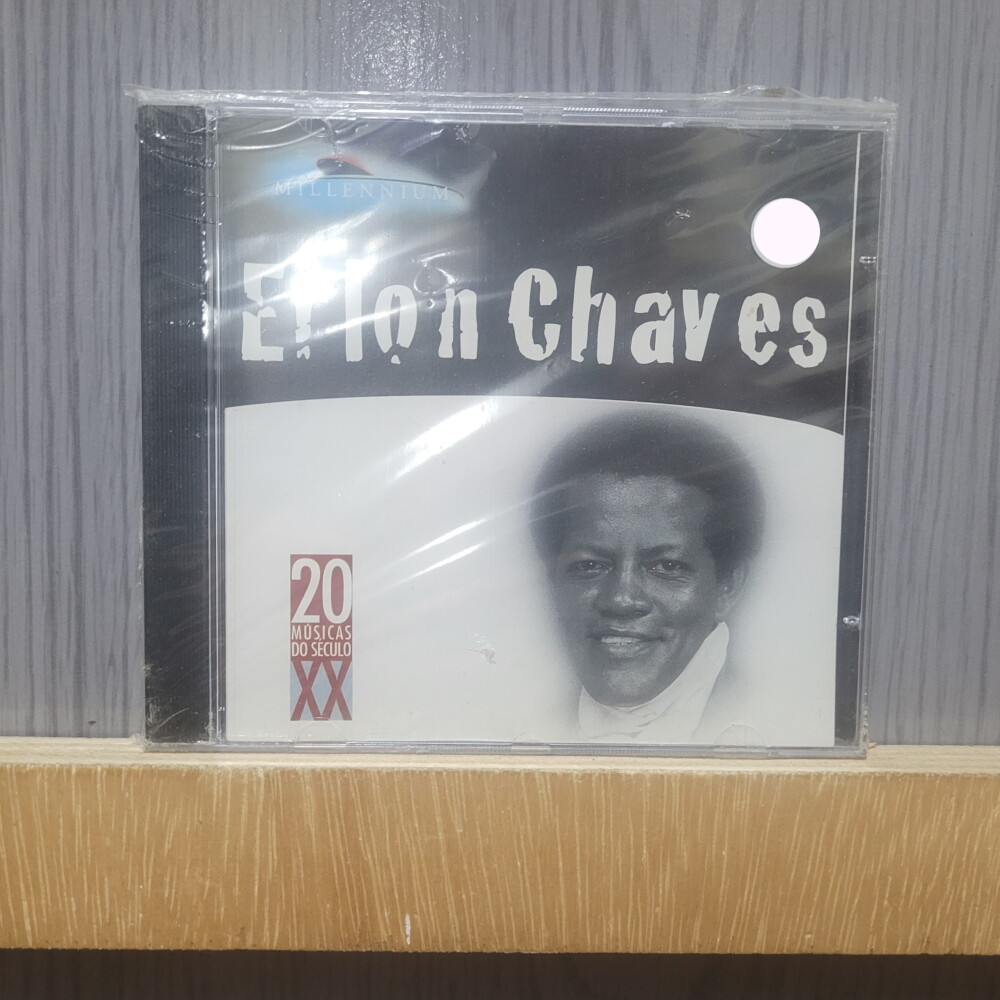 MILLENNIUM
Erlon Chaves
20
MÚSICAS
DO SÉCULO
XX